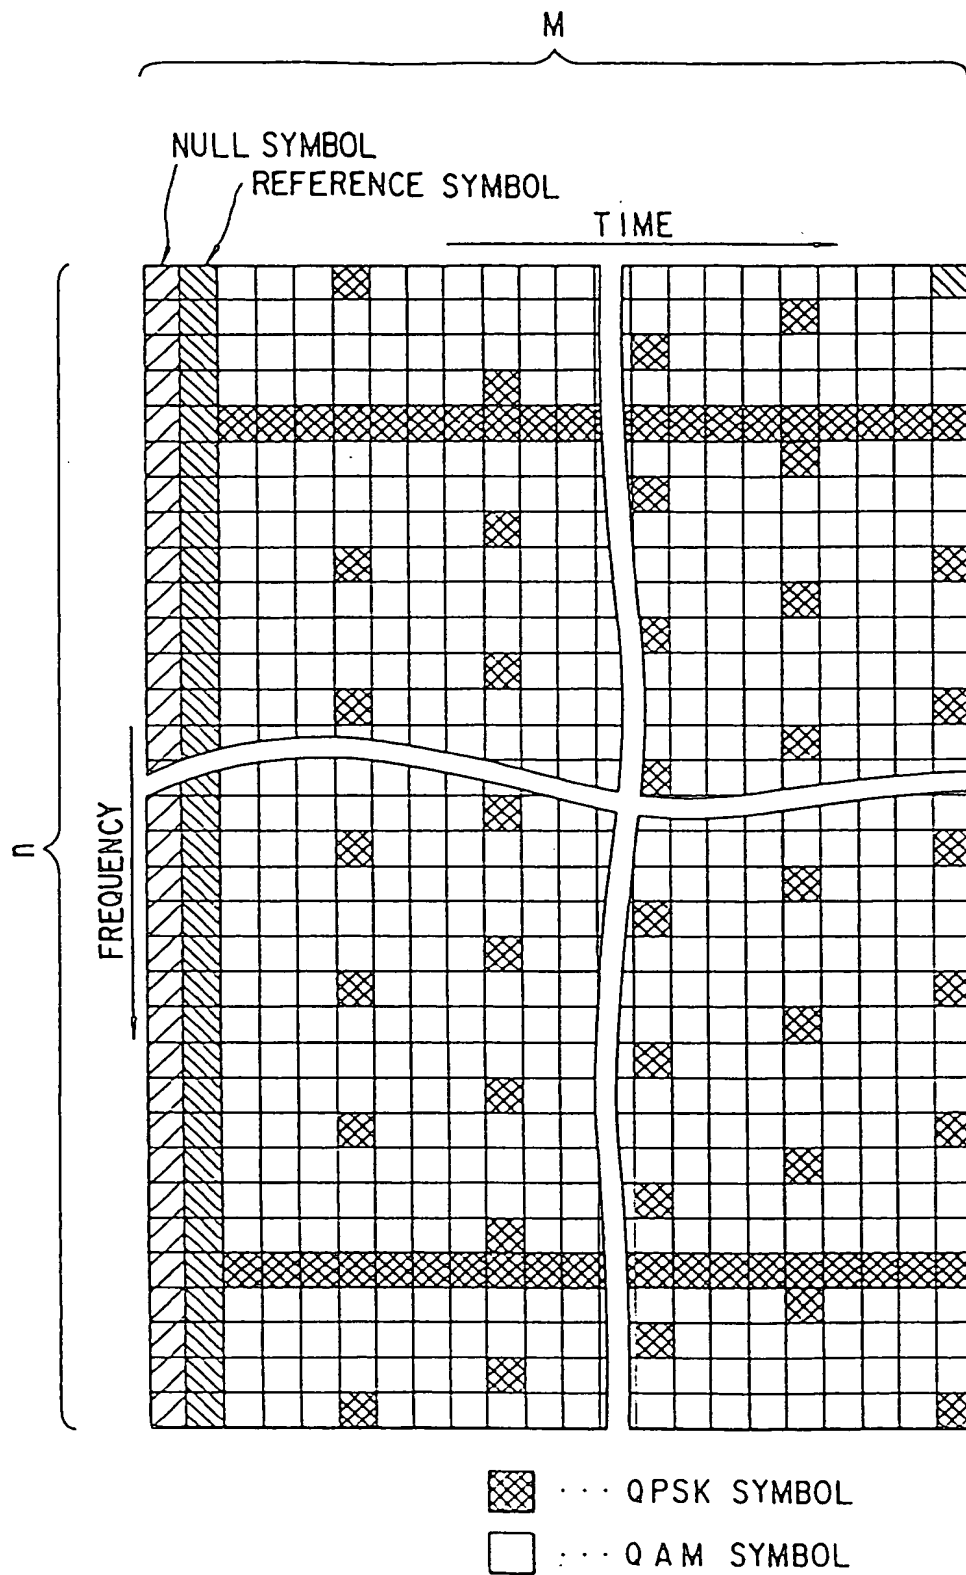 M
NULL SYMBOL
REFERENCE SYMBOL
TIME
n
FREQUENCY
··· QPSK SYMBOL
··· QAM SYMBOL